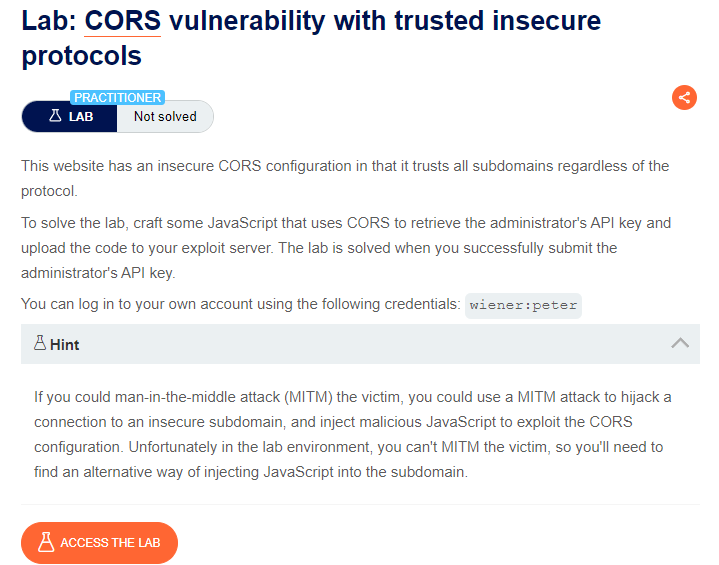 Lab: CORS vulnerability with trusted insecure
protocols
PRACTITIONER
LAB
Not solved
This website has an insecure CORS configuration in that it trusts all subdomains regardless of the
protocol.
To solve the lab, craft some JavaScript that uses CORS to retrieve the administrator's API key and
upload the code to your exploit server. The lab is solved when you successfully submit the
administrator's API key.
You can log in to your own account using the following credentials: wiener:peter
Hint
If you could man-in-the-middle attack (MITM) the victim, you could use a MITM attack to hijack a
connection to an insecure subdomain, and inject malicious JavaScript to exploit the CORS
configuration. Unfortunately in the lab environment, you can't MITM the victim, so you'll need to
find an alternative way of injecting JavaScript into the subdomain.
ACCESS THE LAB